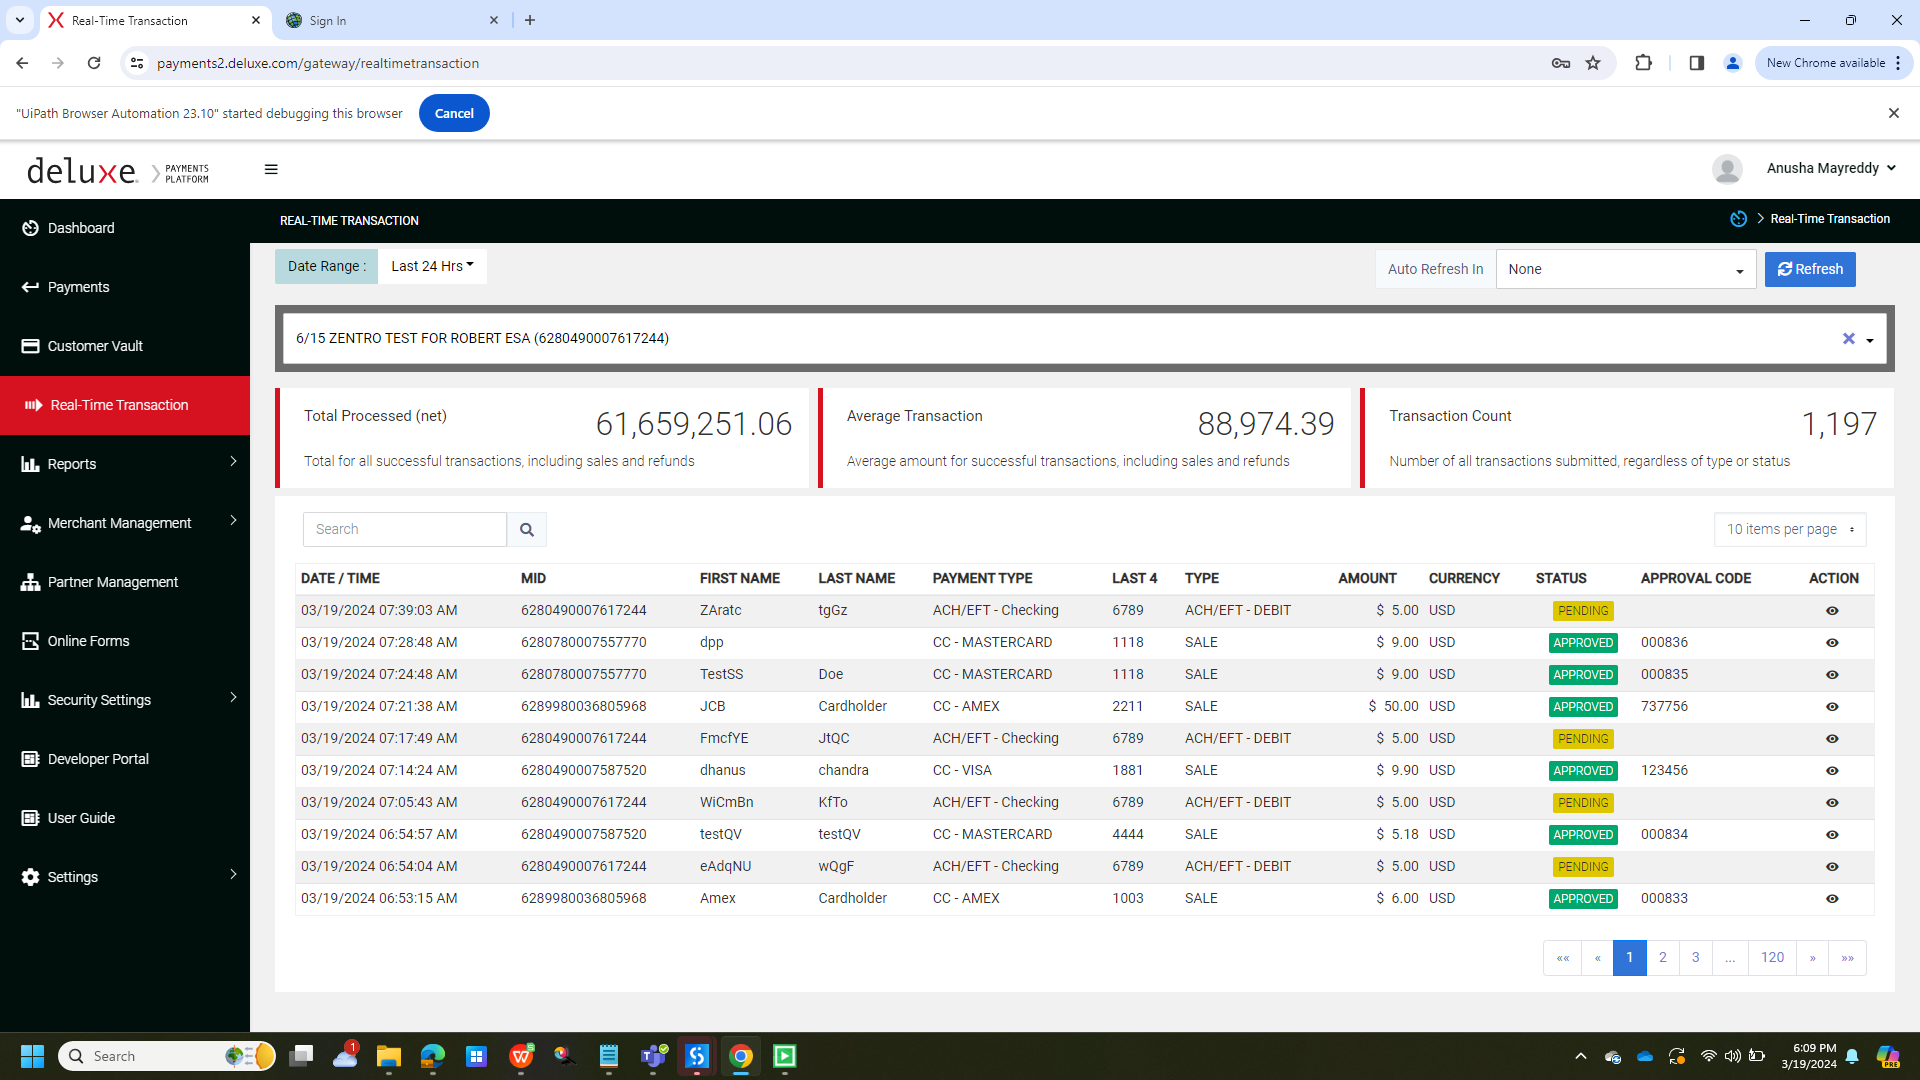 Real-Time Transaction
Sign In
payments2.deluxe.com/gateway/realtimetransaction
New Chrome available
"UiPath Browser Automation 23.10" started debugging this browser
Cancel
deluxe. PAYMENTS PLATFORM
Anusha Mayreddy
Dashboard
Payments
Customer Vault
Real-Time Transaction
Reports
Merchant Management
Partner Management
Online Forms
Security Settings
Developer Portal
User Guide
Settings
REAL-TIME TRANSACTION
Real-Time Transaction
Date Range : Last 24 Hrs
Auto Refresh In None Refresh
6/15 ZENTRO TEST FOR ROBERT ESA (6280490007617244)
Total Processed (net) 61,659,251.06
Total for all successful transactions, including sales and refunds
Average Transaction 88,974.39
Average amount for successful transactions, including sales and refunds
Transaction Count 1,197
Number of all transactions submitted, regardless of type or status
Search
10 items per page
DATE / TIME MID FIRST NAME LAST NAME PAYMENT TYPE LAST 4 TYPE AMOUNT CURRENCY STATUS APPROVAL CODE ACTION
03/19/2024 07:39:03 AM 6280490007617244 ZAratc tgGz ACH/EFT - Checking 6789 ACH/EFT - DEBIT $ 5.00 USD PENDING
03/19/2024 07:28:48 AM 6280780007557770 dpp CC - MASTERCARD 1118 SALE $ 9.00 USD APPROVED 000836
03/19/2024 07:24:48 AM 6280780007557770 TestSS Doe CC - MASTERCARD 1118 SALE $ 9.00 USD APPROVED 000835
03/19/2024 07:21:38 AM 6289980036805968 JCB Cardholder CC - AMEX 2211 SALE $ 50.00 USD APPROVED 737756
03/19/2024 07:17:49 AM 6280490007617244 FmcfYE JtQC ACH/EFT - Checking 6789 ACH/EFT - DEBIT $ 5.00 USD PENDING
03/19/2024 07:14:24 AM 6280490007587520 dhanus chandra CC - VISA 1881 SALE $ 9.90 USD APPROVED 123456
03/19/2024 07:05:43 AM 6280490007617244 WiCmBn KfTo ACH/EFT - Checking 6789 ACH/EFT - DEBIT $ 5.00 USD PENDING
03/19/2024 06:54:57 AM 6280490007587520 testQV testQV CC - MASTERCARD 4444 SALE $ 5.18 USD APPROVED 000834
03/19/2024 06:54:04 AM 6280490007617244 eAdqNU wQgF ACH/EFT - Checking 6789 ACH/EFT - DEBIT $ 5.00 USD PENDING
03/19/2024 06:53:15 AM 6289980036805968 Amex Cardholder CC - AMEX 1003 SALE $ 6.00 USD APPROVED 000833
«« « 1 2 3 ... 120 » »»
Search
1
6:09 PM
3/19/2024
PRE